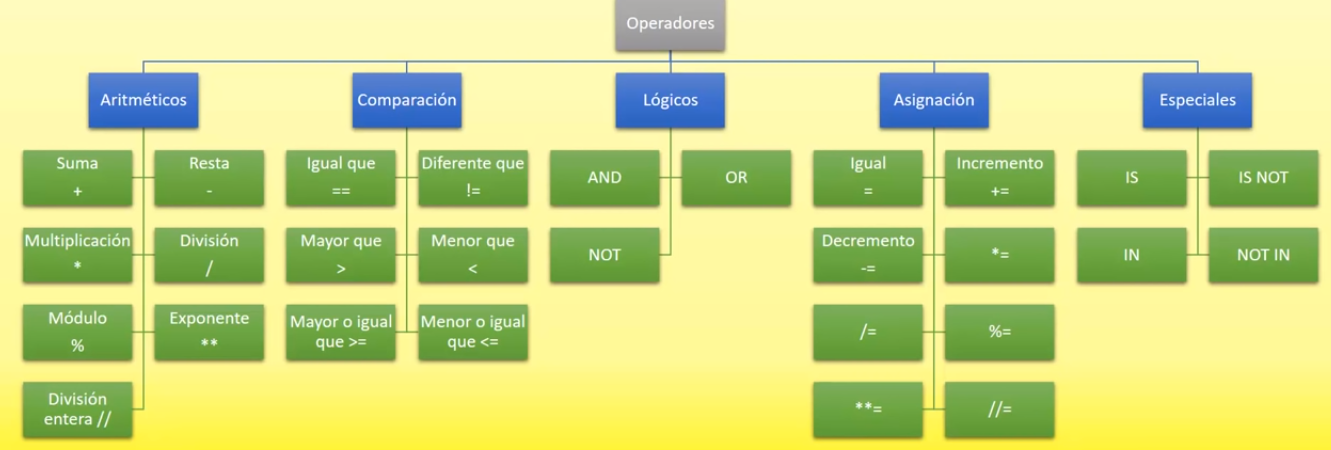 Operadores
Aritméticos
Comparación
Lógicos
Asignación
Especiales
Suma
+
Resta
-
Multiplicación
*
División
/
Módulo
%
Exponente
**
División
entera //
Igual que
==
Diferente que
!=
Mayor que
>
Menor que
<
Mayor o igual
que >=
Menor o igual
que <=
AND
OR
NOT
Igual
=
Incremento
+=
Decremento
-=
*=
/=
%=
**=
//=
IS
IS NOT
IN
NOT IN